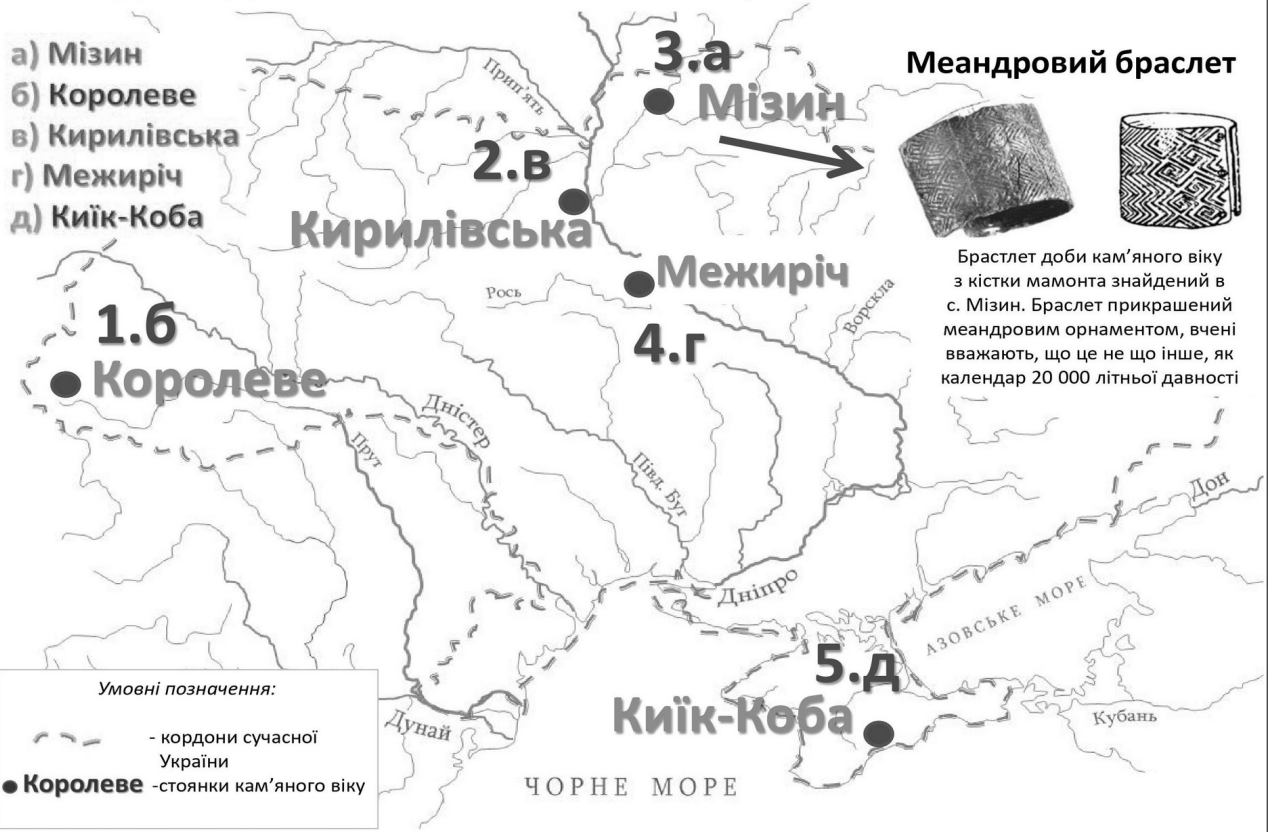 а) Мізин
б) Королеве
в) Кирилівська
г) Межиріч
д) Київ-Коба
3.а
Мізин
Прип'ять
2.в
Кирилівська
Межиріч
4.г
Рось
Ворскла
1.б
Королеве
Дністер
Прут
Півд. Буг
Дніпро
Дон
АЗОВСЬКЕ МОРЕ
5.д
Киїк-Коба
Кубань
Дунай
ЧОРНЕ МОРЕ
Меандровий браслет
Брастлет доби кам’яного віку
з кістки мамонта знайдений в
с. Мізин. Браслет прикрашений
меандровим орнаментом, вчені
вважають, що це не що інше, як
календар 20 000 літньої давності
Умовні позначення:
- кордони сучасної
України
Королеве -стоянки кам’яного віку